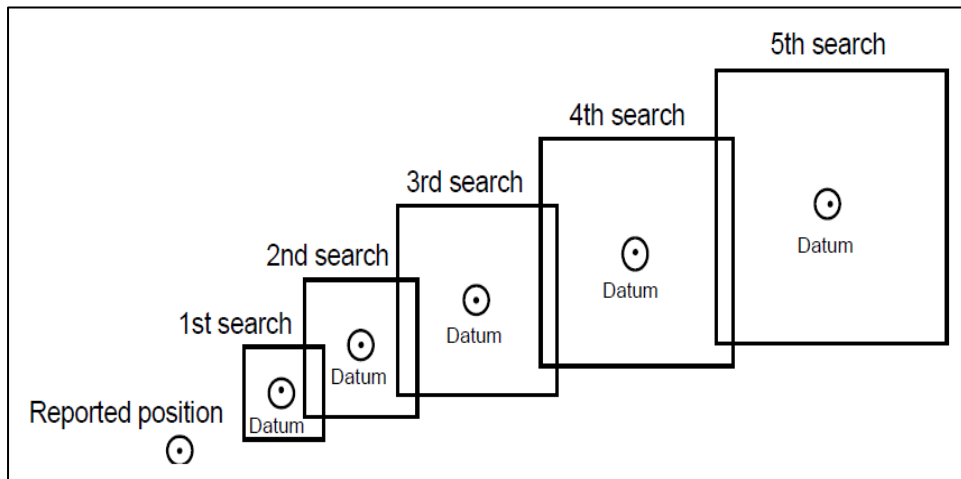 5th search
4th search
3rd search
2nd search
1st search
Reported position
Datum
Datum
Datum
Datum
Datum